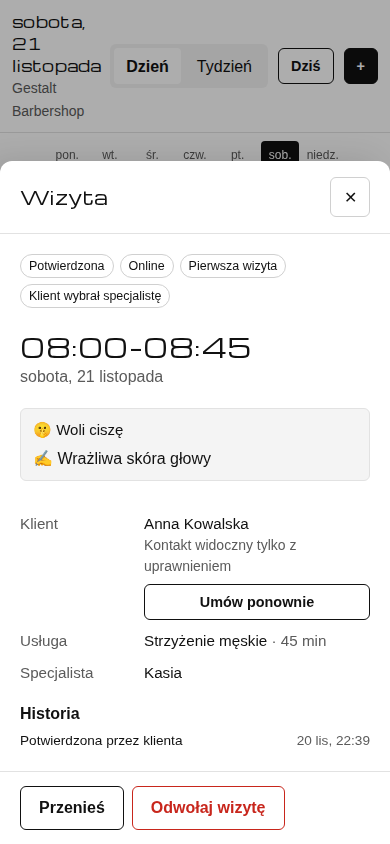 sobota,
21
listopada
Gestalt
Barbershop
Dzień
Tydzień
Dziś
+
pon.
wt.
śr.
czw.
pt.
sob.
niedz.
Wizyta
×
Potwierdzona
Online
Pierwsza wizyta
Klient wybrał specjalistę
08:00–08:45
sobota, 21 listopada
🤫 Woli ciszę
✍️ Wrażliwa skóra głowy
Klient
Anna Kowalska
Kontakt widoczny tylko z
uprawnieniem
Umów ponownie
Usługa
Strzyżenie męskie · 45 min
Specjalista
Kasia
Historia
Potwierdzona przez klienta
20 lis, 22:39
Przenieś
Odwołaj wizytę